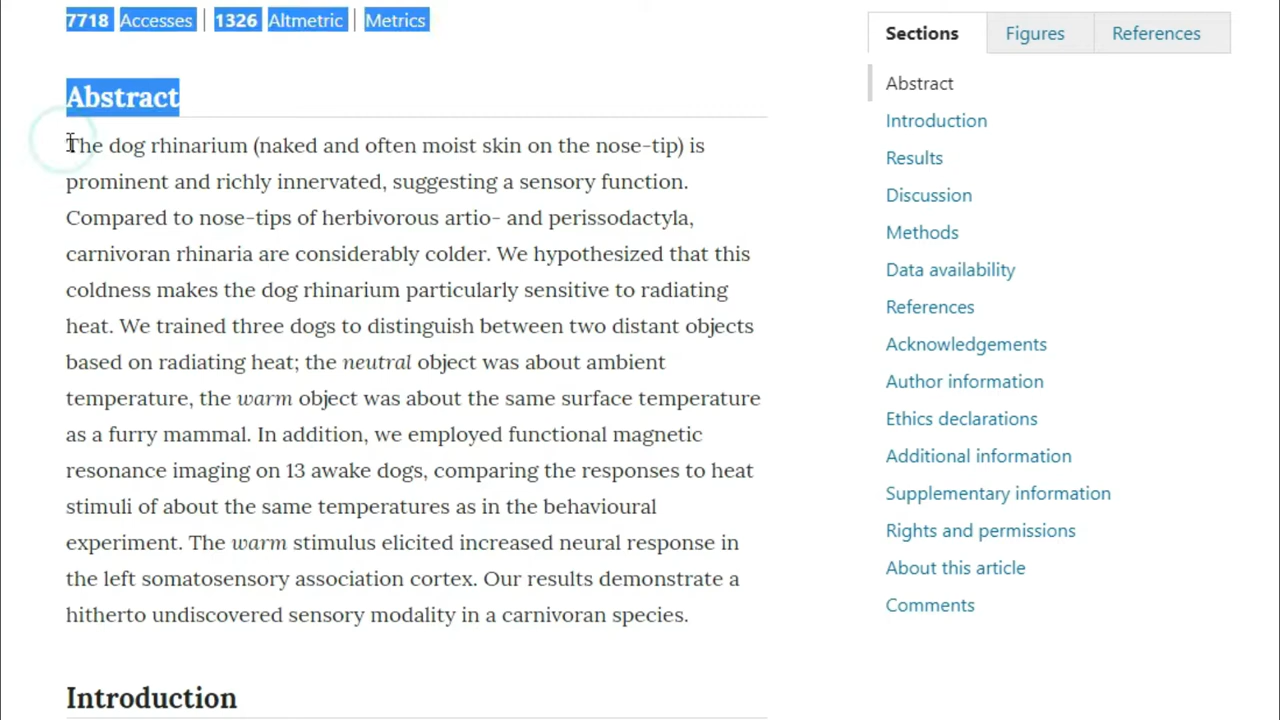 7718 Accesses | 1326 Altmetric | Metrics
Abstract
The dog rhinarium (naked and often moist skin on the nose-tip) is
prominent and richly innervated, suggesting a sensory function.
Compared to nose-tips of herbivorous artio- and perissodactyla,
carnivoran rhinaria are considerably colder. We hypothesized that this
coldness makes the dog rhinarium particularly sensitive to radiating
heat. We trained three dogs to distinguish between two distant objects
based on radiating heat; the neutral object was about ambient
temperature, the warm object was about the same surface temperature
as a furry mammal. In addition, we employed functional magnetic
resonance imaging on 13 awake dogs, comparing the responses to heat
stimuli of about the same temperatures as in the behavioural
experiment. The warm stimulus elicited increased neural response in
the left somatosensory association cortex. Our results demonstrate a
hitherto undiscovered sensory modality in a carnivoran species.
Introduction
Sections Figures References
Abstract
Introduction
Results
Discussion
Methods
Data availability
References
Acknowledgements
Author information
Ethics declarations
Additional information
Supplementary information
Rights and permissions
About this article
Comments